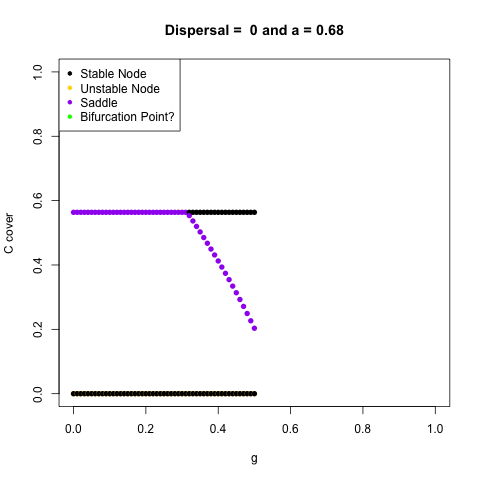 Dispersal =  0 and a = 0.68
Stable Node
Unstable Node
Saddle
Bifurcation Point?
C cover
1.0
0.8
0.6
0.4
0.2
0.0
0.0 0.2 0.4 0.6 0.8 1.0
g